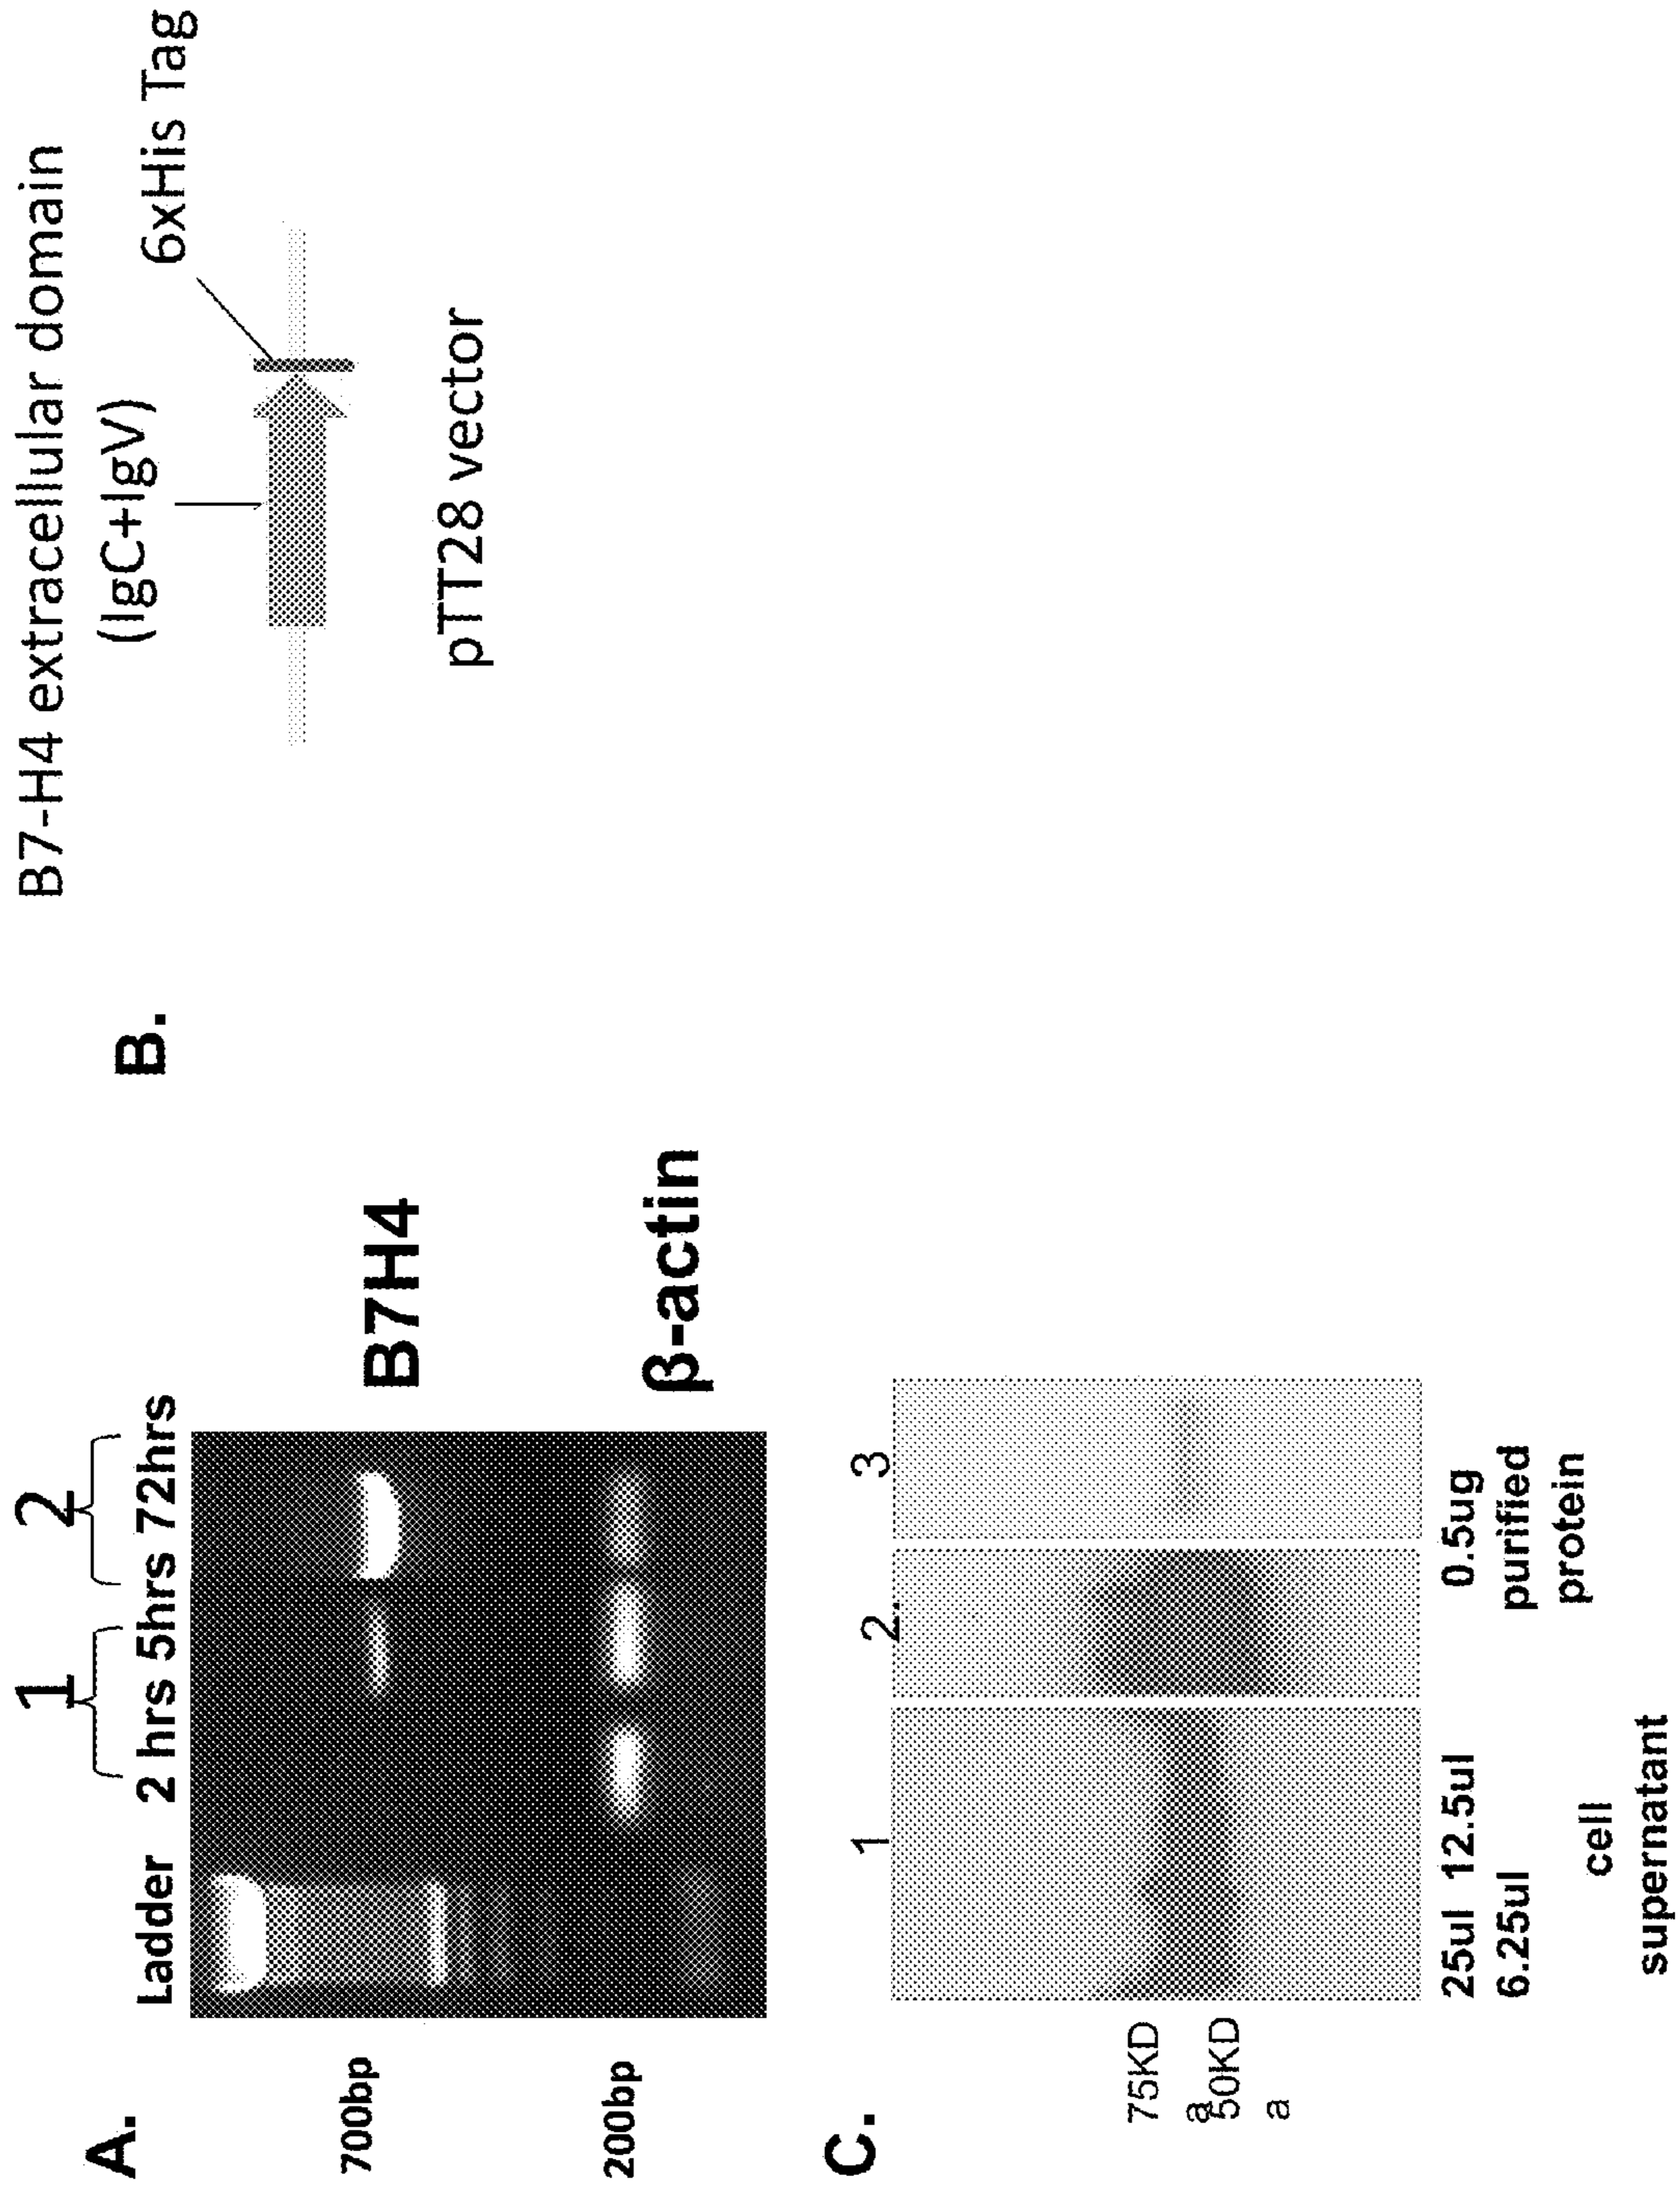 A.
1 2
Ladder 2 hrs 5hrs 72hrs
700bp
B7H4
200bp
β-actin
B.
B7-H4 extracellular domain
(IgC+IgV)
6xHis Tag
pTT28 vector
C.
1 2. 3
75KD
a
50KD
a
25ul 12.5ul
6.25ul
cell
supernatant
0.5ug
purified
protein